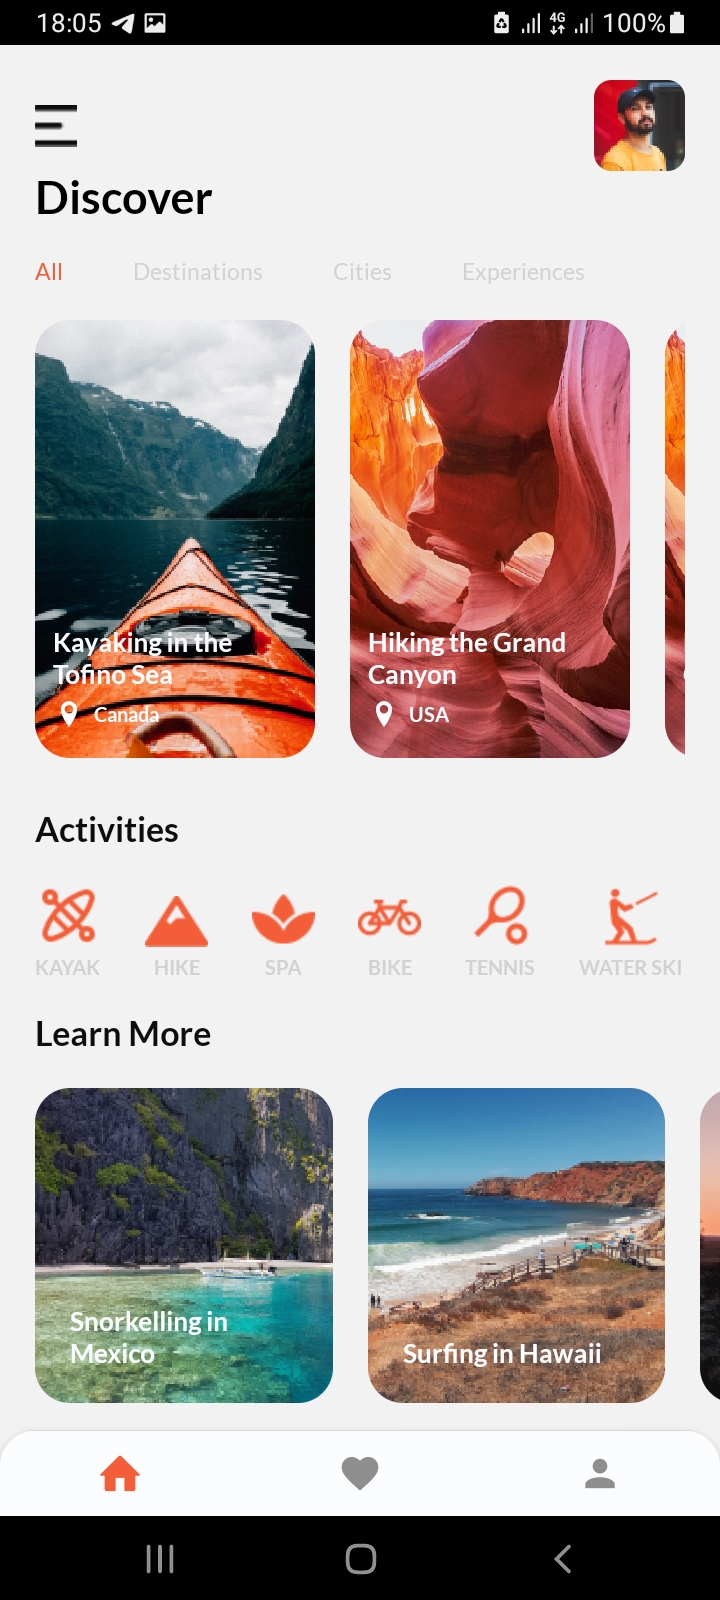 18:05 4G 100%
Discover
All Destinations Cities Experiences
Kayaking in the
Tofino Sea
Canada
Hiking the Grand
Canyon
USA
Activities
KAYAK HIKE SPA BIKE TENNIS WATER SKI
Learn More
Snorkelling in
Mexico
Surfing in Hawaii